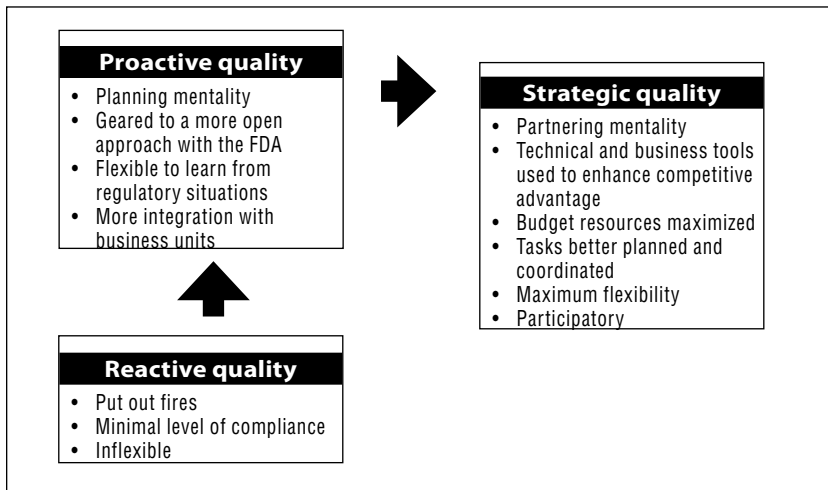 Proactive quality
• Planning mentality
• Geared to a more open
approach with the FDA
• Flexible to learn from
regulatory situations
• More integration with
business units
Strategic quality
• Partnering mentality
• Technical and business tools
used to enhance competitive
advantage
• Budget resources maximized
• Tasks better planned and
coordinated
• Maximum flexibility
• Participatory
Reactive quality
• Put out fires
• Minimal level of compliance
• Inflexible